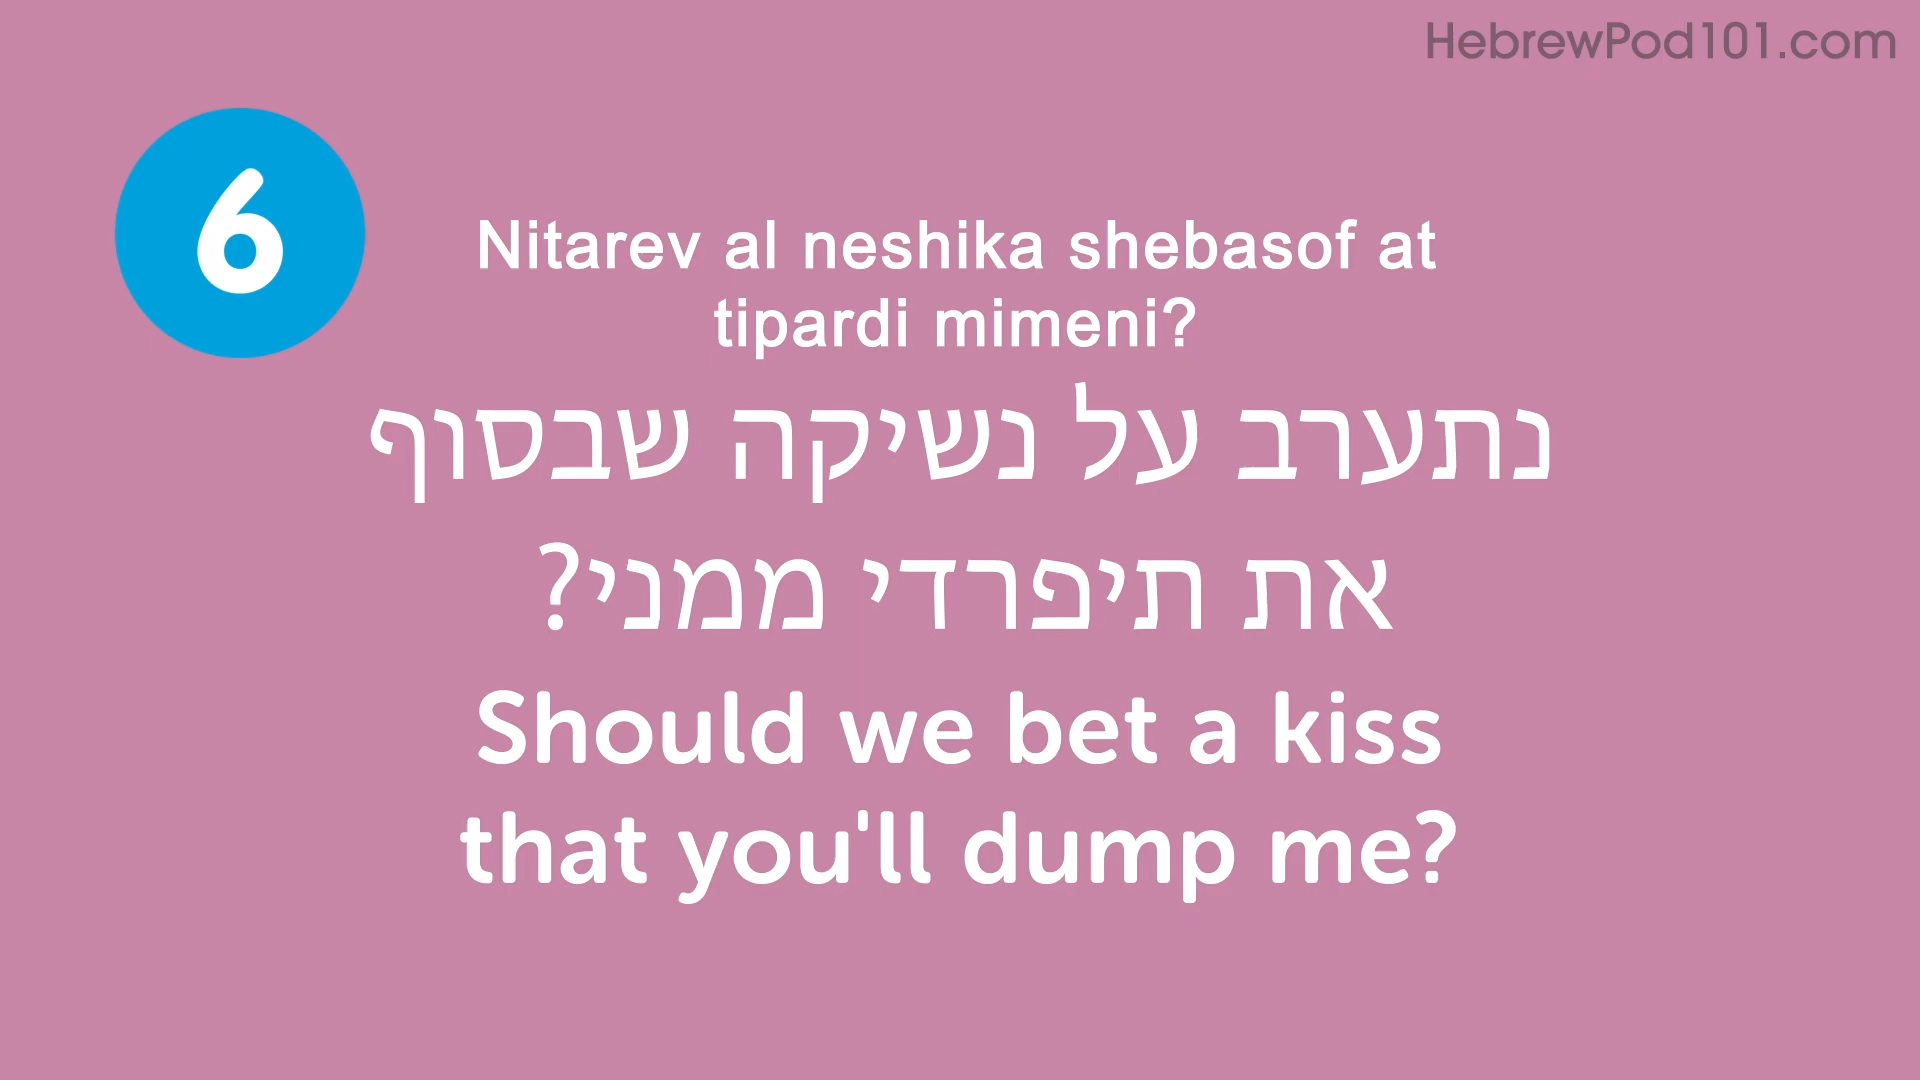 HebrewPod101.com
6
Nitarev al neshika shebasof at
tipardi mimeni?
נתערב על נשיקה שבסוף
את תיפרדי ממני?
Should we bet a kiss
that you'll dump me?